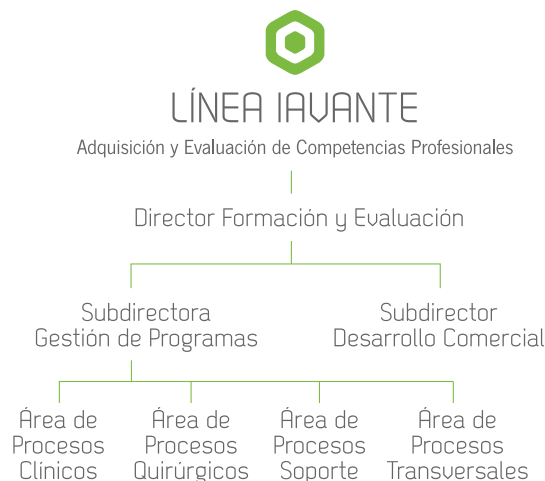 LÍNEA IAVANTE
Adquisición y Evaluación de Competencias Profesionales
Director Formación y Evaluación
Subdirectora
Gestión de Programas
Subdirector
Desarrollo Comercial
Área de
Procesos
Clínicos
Área de
Procesos
Quirúrgicos
Área de
Procesos
Soporte
Área de
Procesos
Transversales